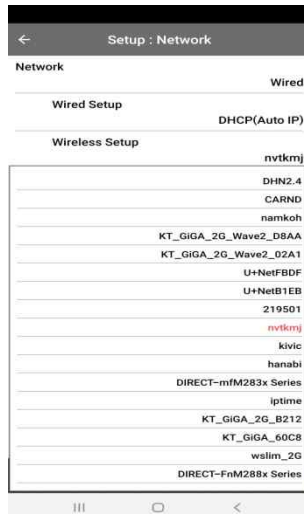 Setup : Network
Network
Wired
Wired Setup
DHCP(Auto IP)
Wireless Setup
nvtkmj
DHN2.4
CARND
namkoh
KT_GiGA_2G_Wave2_D8AA
KT_GiGA_2G_Wave2_02A1
U+NetFBDF
U+NetB1EB
219501
nvtkmj
kivic
hanabi
DIRECT-mfM283x Series
iptime
KT_GiGA_2G_B212
KT_GiGA_60C8
wslim_2G
DIRECT-FnM288x Series